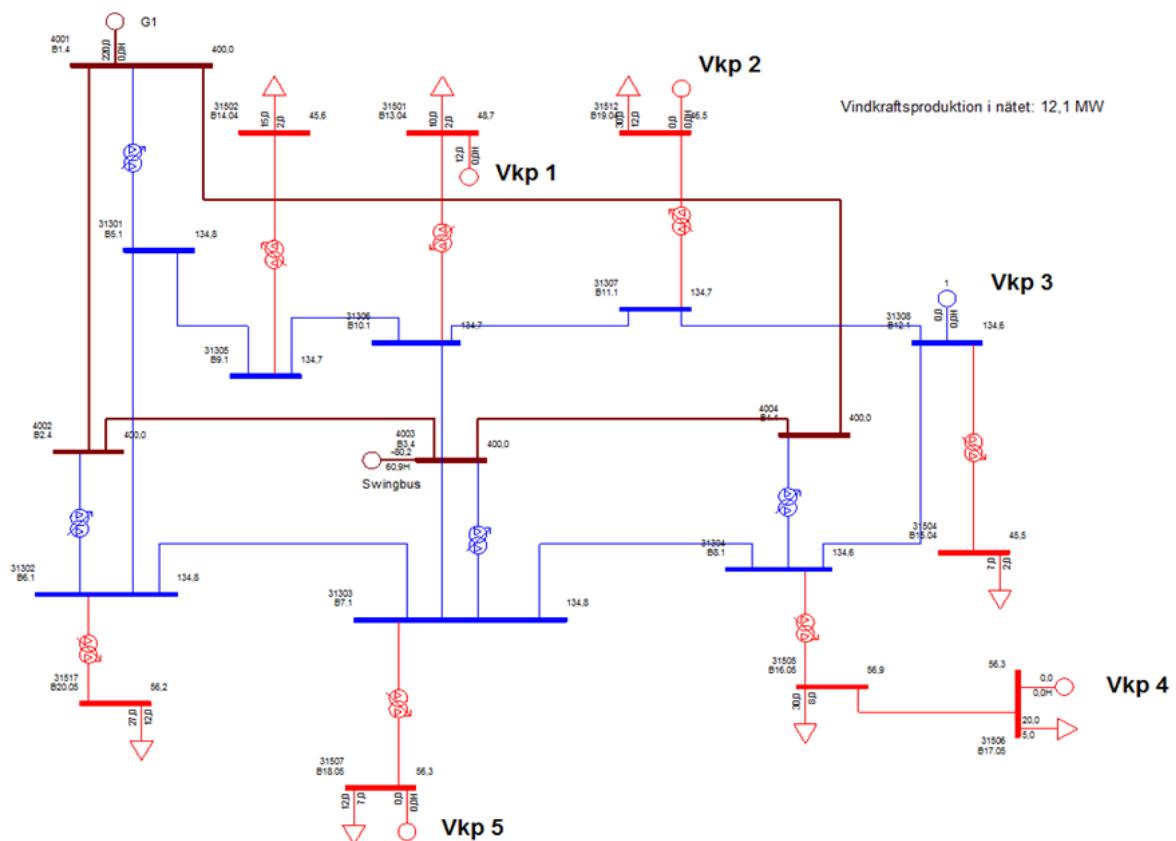 G1
4001
B1.4
220,0
0,0H
400,0
Vkp 2
Vindkraftsproduktion i nätet: 12,1 MW
31502
B14.04
15,0
2,0
45,6
31501
B13.04
10,0
2,0
48,7
12,0
0,0H
Vkp 1
31512
B19.04
30,0
12,0
0,0
0,0H
46,5
31301
B5.1
134,8
31307
B11.1
134,7
1
0,0
0,0H
Vkp 3
31308
B12.1
134,6
31306
B10.1
134,7
31305
B9.1
134,7
4002
B2.4
400,0
4003
B3.4
-80,2
60,9H
400,0
Swingbus
4004
B4.4
400,0
31504
B15.04
45,5
7,0
2,0
31304
B8.1
134,6
31302
B6.1
134,8
31303
B7.1
134,8
31505
B16.05
56,9
30,0
8,0
56,3
0,0
0,0H
Vkp 4
20,0
5,0
31506
B17.05
31517
B20.05
56,2
27,0
12,0
31507
B18.05
56,3
12,0
7,0
0,0
0,0H
Vkp 5